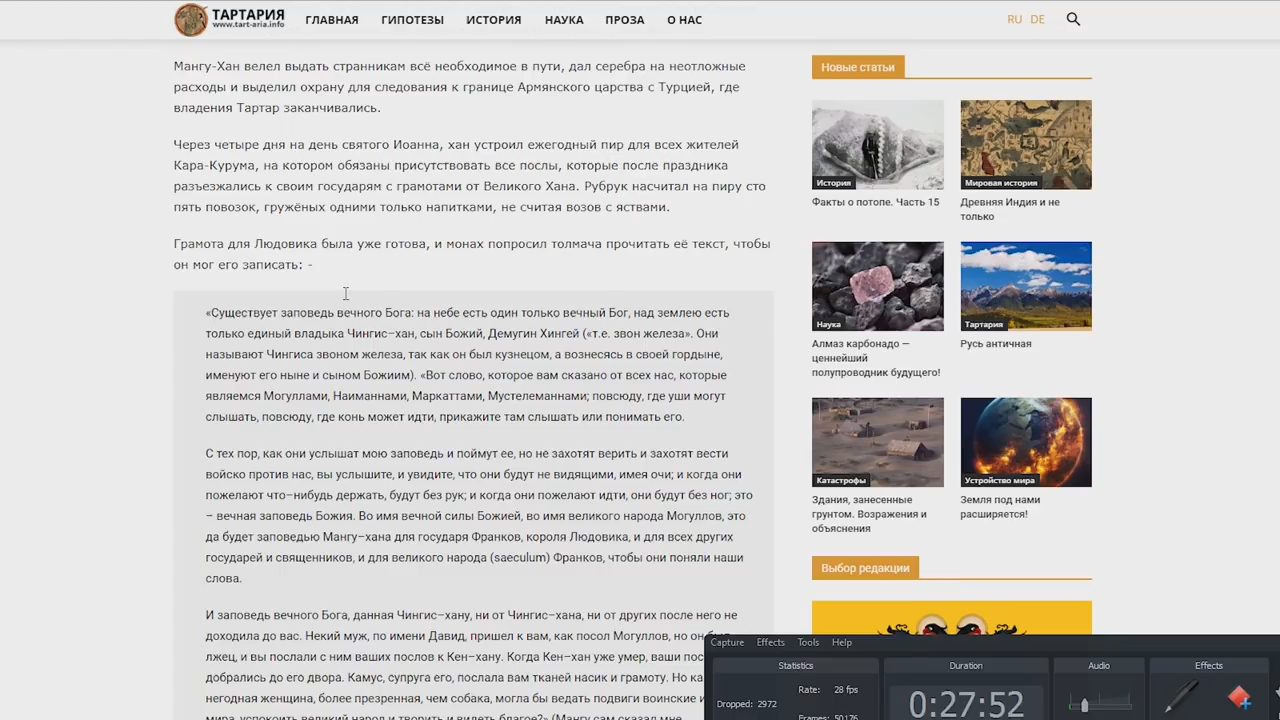 ТАРТАРИЯ
www.tart-aria.info
ГЛАВНАЯ ГИПОТЕЗЫ ИСТОРИЯ НАУКА ПРОЗА О НАС
RU DE
Мангу-Хан велел выдать странникам всё необходимое в пути, дал серебра на неотложные
расходы и выделил охрану для следования к границе Армянского царства с Турцией, где
владения Тартар заканчивались.
Через четыре дня на день святого Иоанна, хан устроил ежегодный пир для всех жителей
Кара-Курума, на котором обязаны присутствовать все послы, которые после праздника
разъезжались к своим государям с грамотами от Великого Хана. Рубрук насчитал на пиру сто
пять повозок, гружёных одними только напитками, не считая возов с яствами.
Грамота для Людовика была уже готова, и монах попросил толмача прочитать её текст, чтобы
он мог его записать: -
«Существует заповедь вечного Бога: на небе есть один только вечный Бог, над землею есть
только единый владыка Чингис–хан, сын Божий, Демугин Хингей («т.е. звон железа». Они
называют Чингиса звоном железа, так как он был кузнецом, а вознесясь в своей гордыне,
именуют его ныне и сыном Божиим). «Вот слово, которое вам сказано от всех нас, которые
являемся Могуллами, Наиманнами, Маркаттами, Мустелеманнами; повсюду, где уши могут
слышать, повсюду, где конь может идти, прикажите там слышать или понимать его.
С тех пор, как они услышат мою заповедь и поймут ее, но не захотят верить и захотят вести
войско против нас, вы услышите, и увидите, что они будут не видящими, имея очи; и когда они
пожелают что–нибудь держать, будут без рук; и когда они пожелают идти, они будут без ног; это
– вечная заповедь Божия. Во имя вечной силы Божией, во имя великого народа Могуллов, это
да будет заповедью Мангу–хана для государя Франков, короля Людовика, и для всех других
государей и священников, и для великого народа (saeculum) Франков, чтобы они поняли наши
слова.
И заповедь вечного Бога, данная Чингис–хану, ни от Чингис–хана, ни от других после него не
доходила до вас. Некий муж, по имени Давид, пришел к вам, как посол Могуллов, но он был
лжец, и вы послали с ним ваших послов к Кен–хану. Когда Кен–хан уже умер, ваши
добрались до его двора. Камус, супруга его, послала вам тканей насик и грамоту. Но
негодная женщина, более презренная, чем собака, могла бы ведать подвиги воинские и
мира, успокоить великий народ и творить и видеть благое?» (Мангу сам сказал мне
Новые статьи
История
Факты о потопе. Часть 15
Мировая история
Древняя Индия и не
только
Наука
Алмаз карбонадо —
ценнейший
полупроводник будущего!
Тартария
Русь античная
Катастрофы
Здания, занесенные
грунтом. Возражения и
объяснения
Устройство мира
Земля под нами
расширяется!
Выбор редакции
Capture Effects Tools Help
Statistics Duration Audio Effects
Rate: 28 fps
Dropped: 2972
0:27:52
Frames: 50176